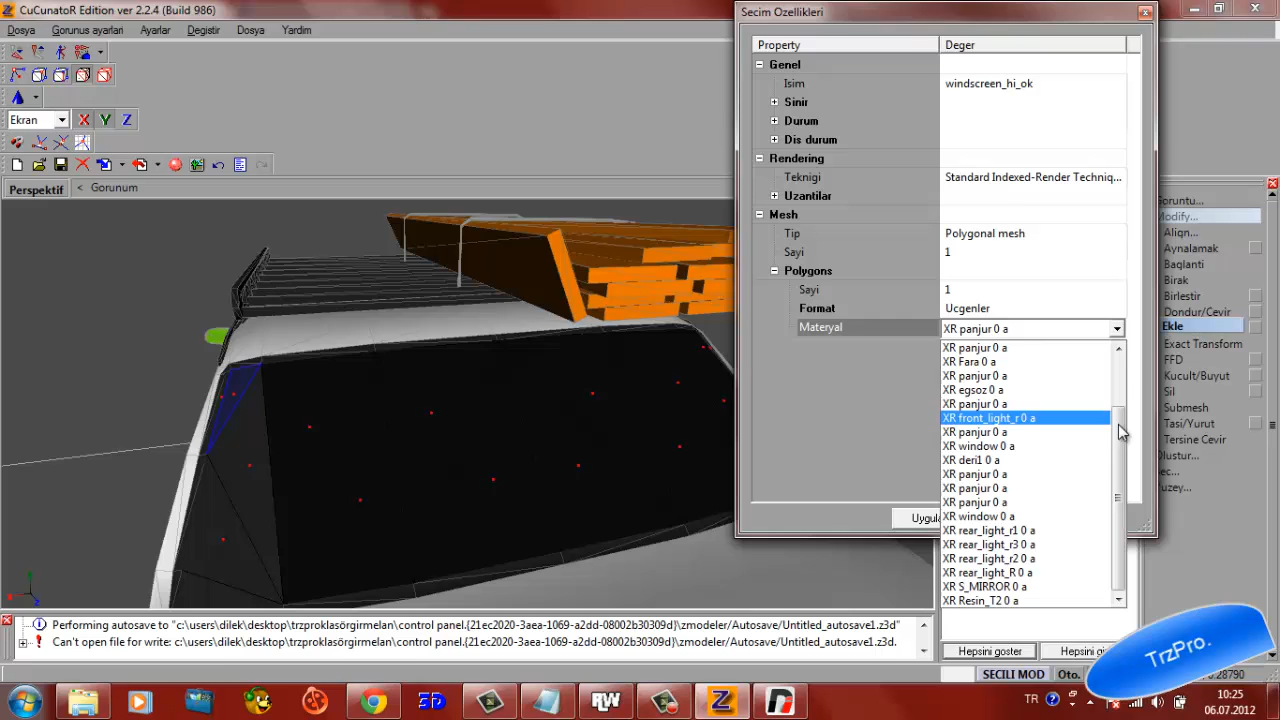 CuCunatoR Edition ver 2.2.4 (Build 986)
Dosya Gorunus ayarlari Ayarlar Degistir Dosya Yardim
Ekran X Y Z
Perspektif < Gorunum
Secim Ozellikleri
Property Deger
Genel
Isim windscreen_hi_ok
Sinir
Durum
Dis durum
Rendering
Teknigi Standard Indexed-Render Techniq...
Uzantilar
Mesh
Tip Polygonal mesh
Sayi 1
Polygons
Sayi 1
Format Ucgenler
Materyal XR panjur 0 a
XR panjur 0 a
XR Fara 0 a
XR panjur 0 a
XR egsoz 0 a
XR panjur 0 a
XR front_light_r 0 a
XR panjur 0 a
XR window 0 a
XR deri1 0 a
XR panjur 0 a
XR panjur 0 a
XR panjur 0 a
XR window 0 a
XR rear_light_r1 0 a
XR rear_light_r3 0 a
XR rear_light_r2 0 a
XR rear_light_R 0 a
XR S_MIRROR 0 a
XR Resin_T2 0 a
Uygula
Goruntu...
Modify...
Align...
Aynalamak
Baglanti
Birak
Birlestir
Dondur/Cevir
Ekle
Exact Transform
FFD
Kucult/Buyut
Sil
Submesh
Tasi/Yurut
Tersine Cevir
Olustur...
Sec...
Yuzey...
Performing autosave to "c:\users\dilek\desktop\trzproklasörgirmelan\control panel.{21ec2020-3aea-1069-a2dd-08002b30309d}\zmodeler/Autosave/Untitled_autosave1.z3d"
Can't open file for write: c:\users\dilek\desktop\trzproklasörgirmelan\control panel.{21ec2020-3aea-1069-a2dd-08002b30309d}\zmodeler/Autosave/Untitled_autosave1.z3d.
Hepsini goster
SECILI MOD Oto.
28790
TrzPro.
3D RW Z
TR
10:25
06.07.2012